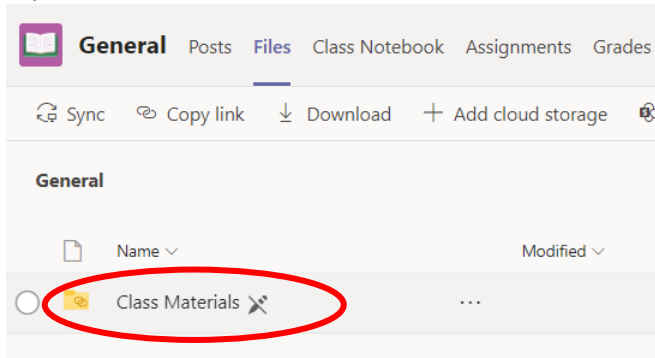 General Posts Files Class Notebook Assignments Grades
Sync Copy link Download Add cloud storage
General
Name Modified
Class Materials ...